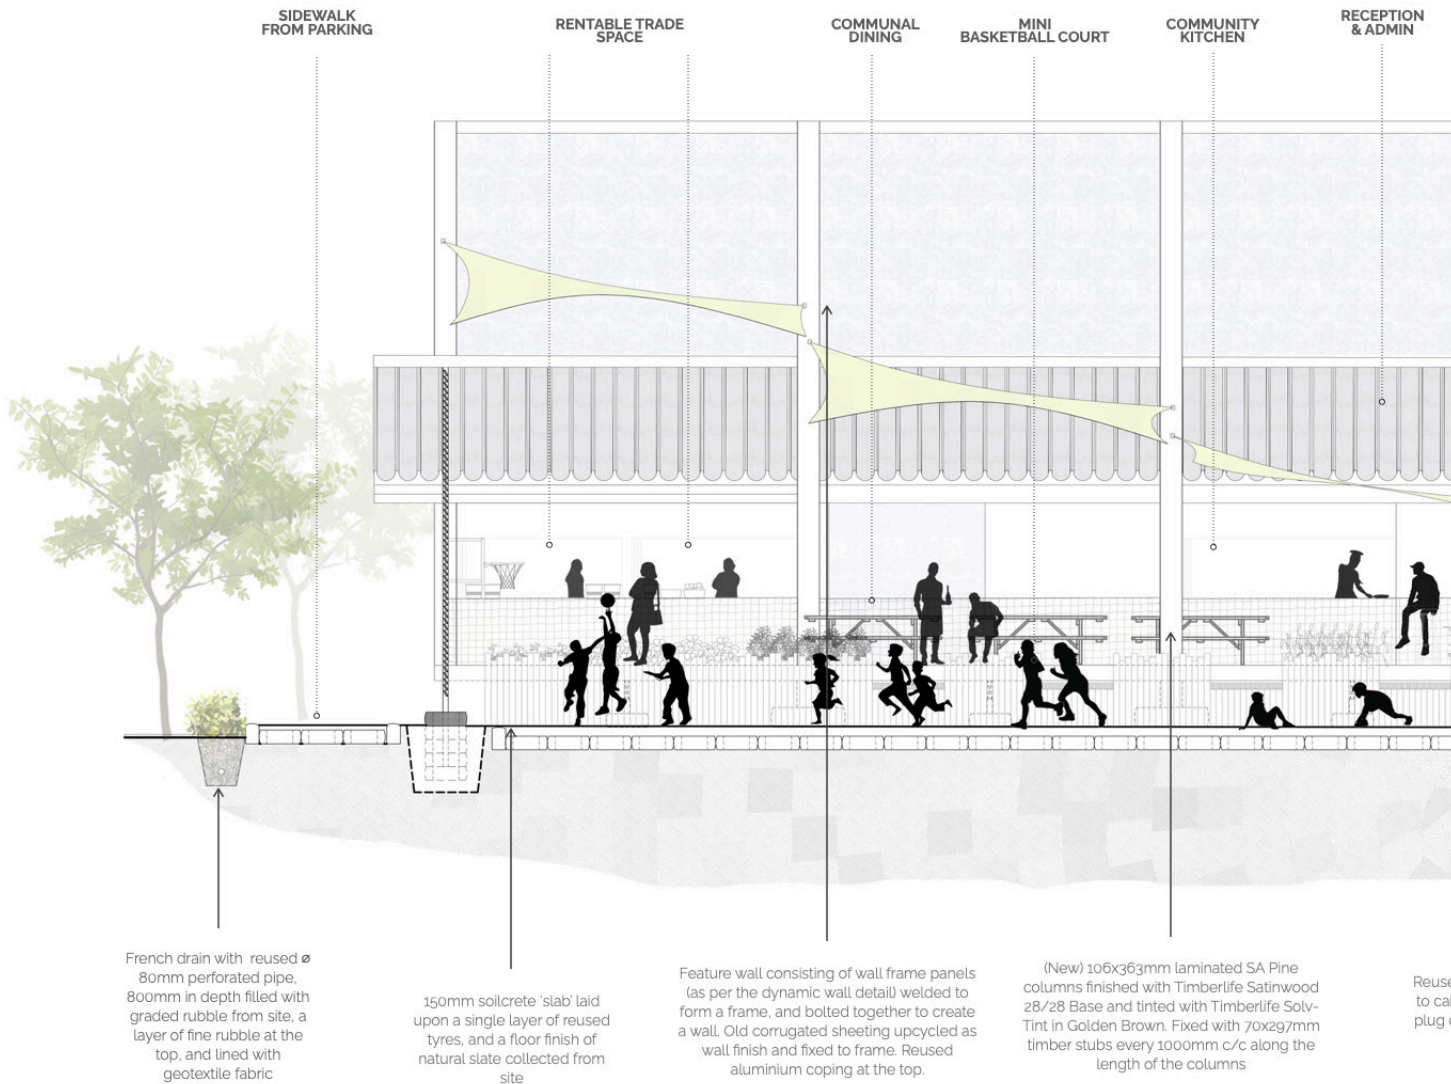 SIDEWALK
FROM PARKING
RENTABLE TRADE
SPACE
COMMUNAL
DINING
MINI
BASKETBALL COURT
COMMUNITY
KITCHEN
RECEPTION
& ADMIN
French drain with reused ø
80mm perforated pipe,
800mm in depth filled with
graded rubble from site, a
layer of fine rubble at the
top, and lined with
geotextile fabric
150mm soilcrete 'slab' laid
upon a single layer of reused
tyres, and a floor finish of
natural slate collected from
site
Feature wall consisting of wall frame panels
(as per the dynamic wall detail) welded to
form a frame, and bolted together to create
a wall. Old corrugated sheeting upcycled as
wall finish and fixed to frame. Reused
aluminium coping at the top.
(New) 106x363mm laminated SA Pine
columns finished with Timberlife Satinwood
28/28 Base and tinted with Timberlife Solv-
Tint in Golden Brown. Fixed with 70x297mm
timber stubs every 1000mm c/c along the
length of the columns
Reuse
to ca
plug